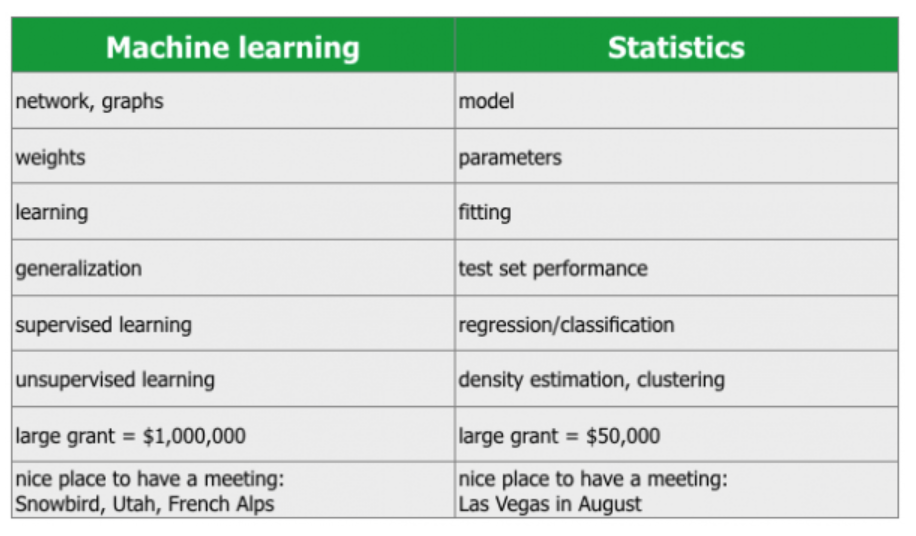 Machine learning Statistics
network, graphs model
weights parameters
learning fitting
generalization test set performance
supervised learning regression/classification
unsupervised learning density estimation, clustering
large grant = $1,000,000 large grant = $50,000
nice place to have a meeting: nice place to have a meeting:
Snowbird, Utah, French Alps Las Vegas in August